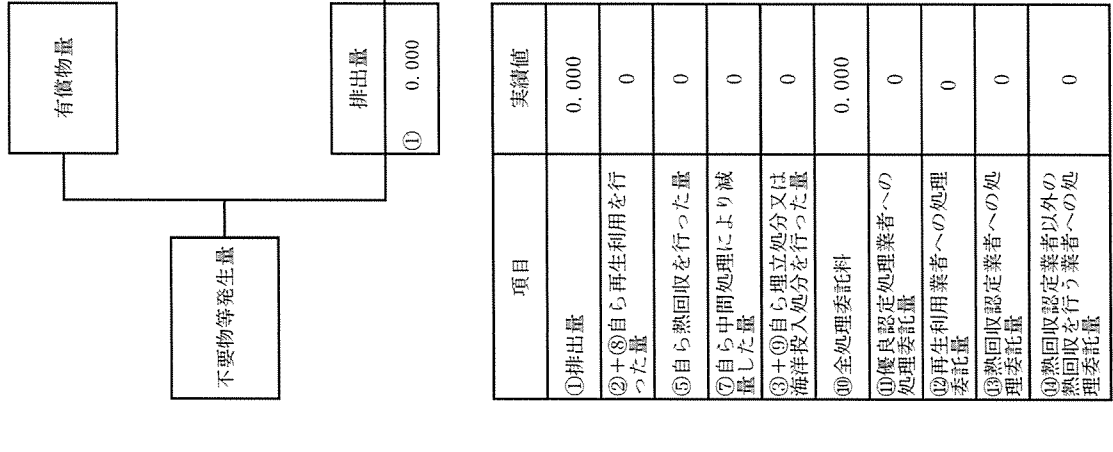 有償物量
不要物等発生量
排出量
① 0.000
項目 実績値
①排出量 0.000
②+⑧自ら再生利用を行
った量 0
⑤自ら熱回収を行った量 0
⑦自ら中間処理により減
量した量 0
③+⑨自ら埋立処分又は
海洋投入処分を行った量 0
⑩全処理委託料 0.000
⑪優良認定処理業者への
処理委託量 0
⑫再生利用業者への処理
委託量 0
⑬熱回収認定業者への処
理委託量 0
⑭熱回収認定業者以外の
熱回収を行う業者への処
理委託量 0